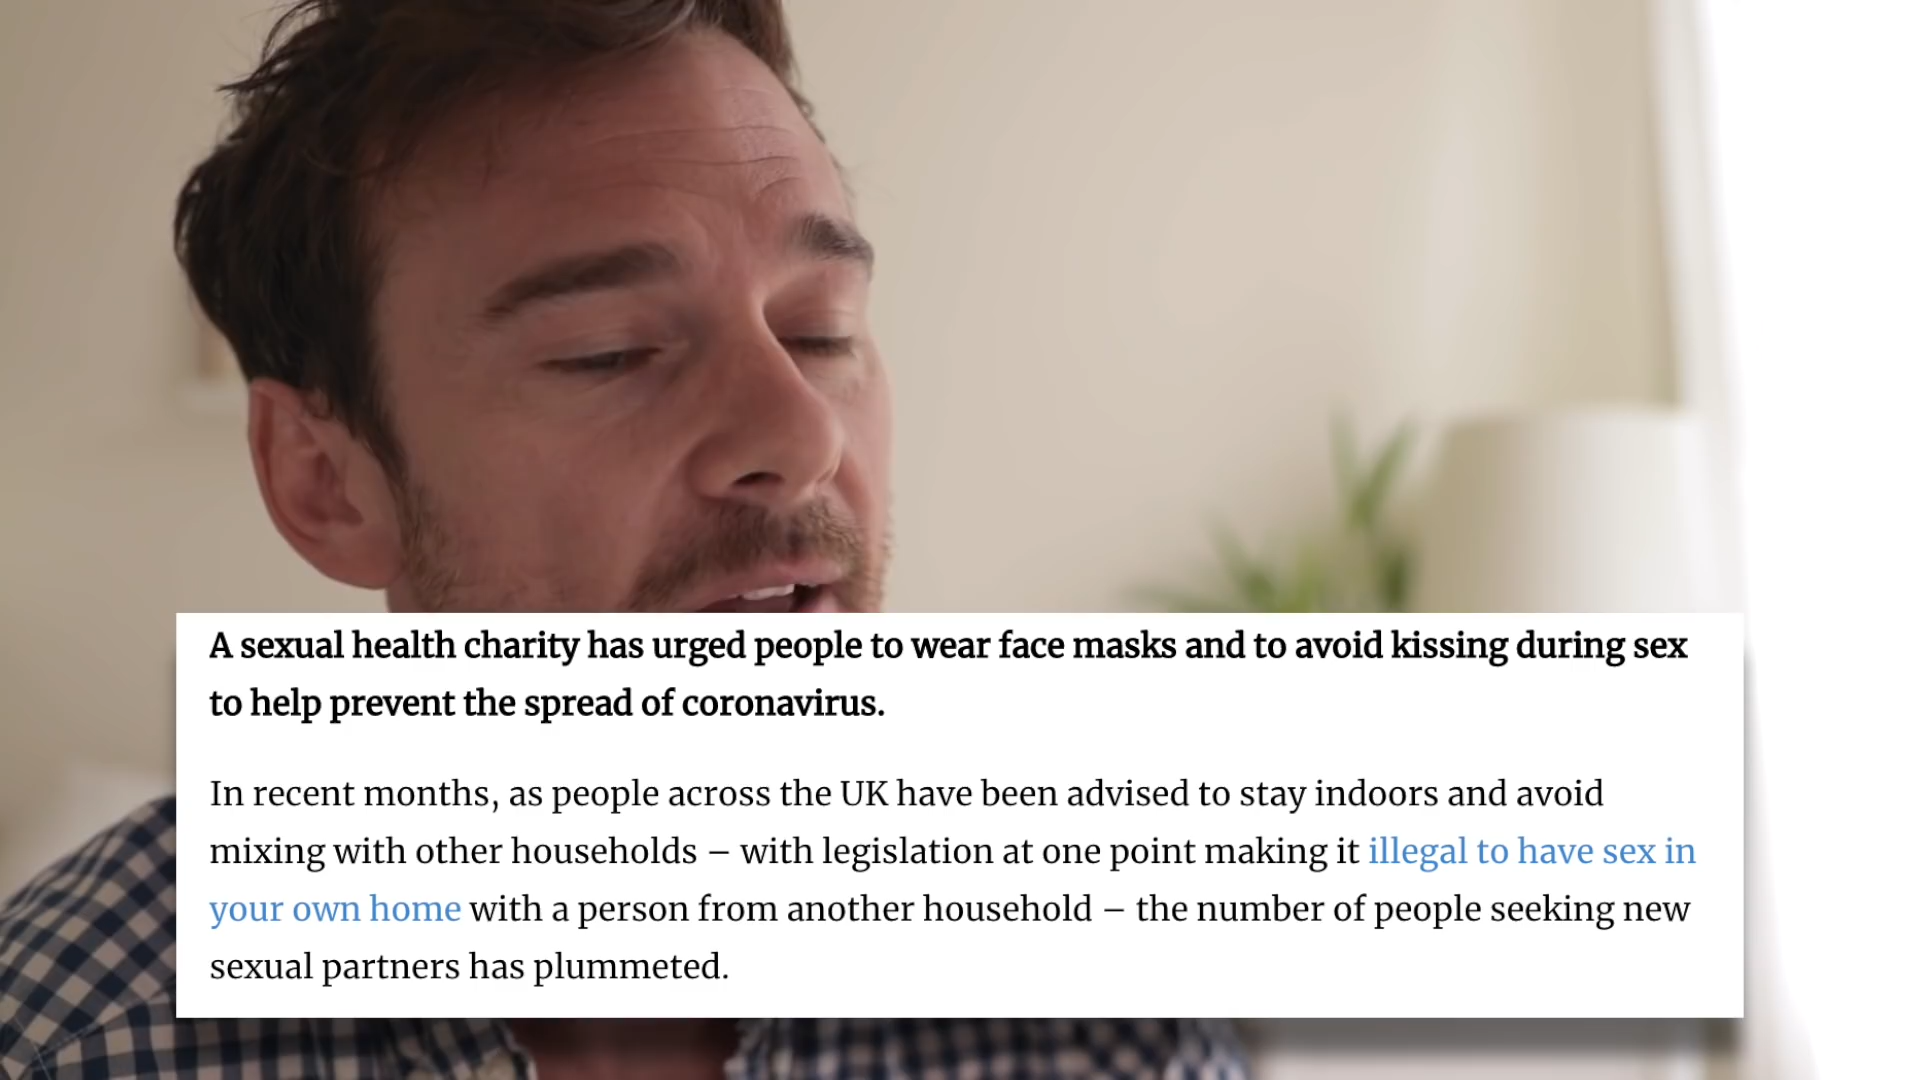 A sexual health charity has urged people to wear face masks and to avoid kissing during sex
to help prevent the spread of coronavirus.
In recent months, as people across the UK have been advised to stay indoors and avoid
mixing with other households – with legislation at one point making it illegal to have sex in
your own home with a person from another household – the number of people seeking new
sexual partners has plummeted.